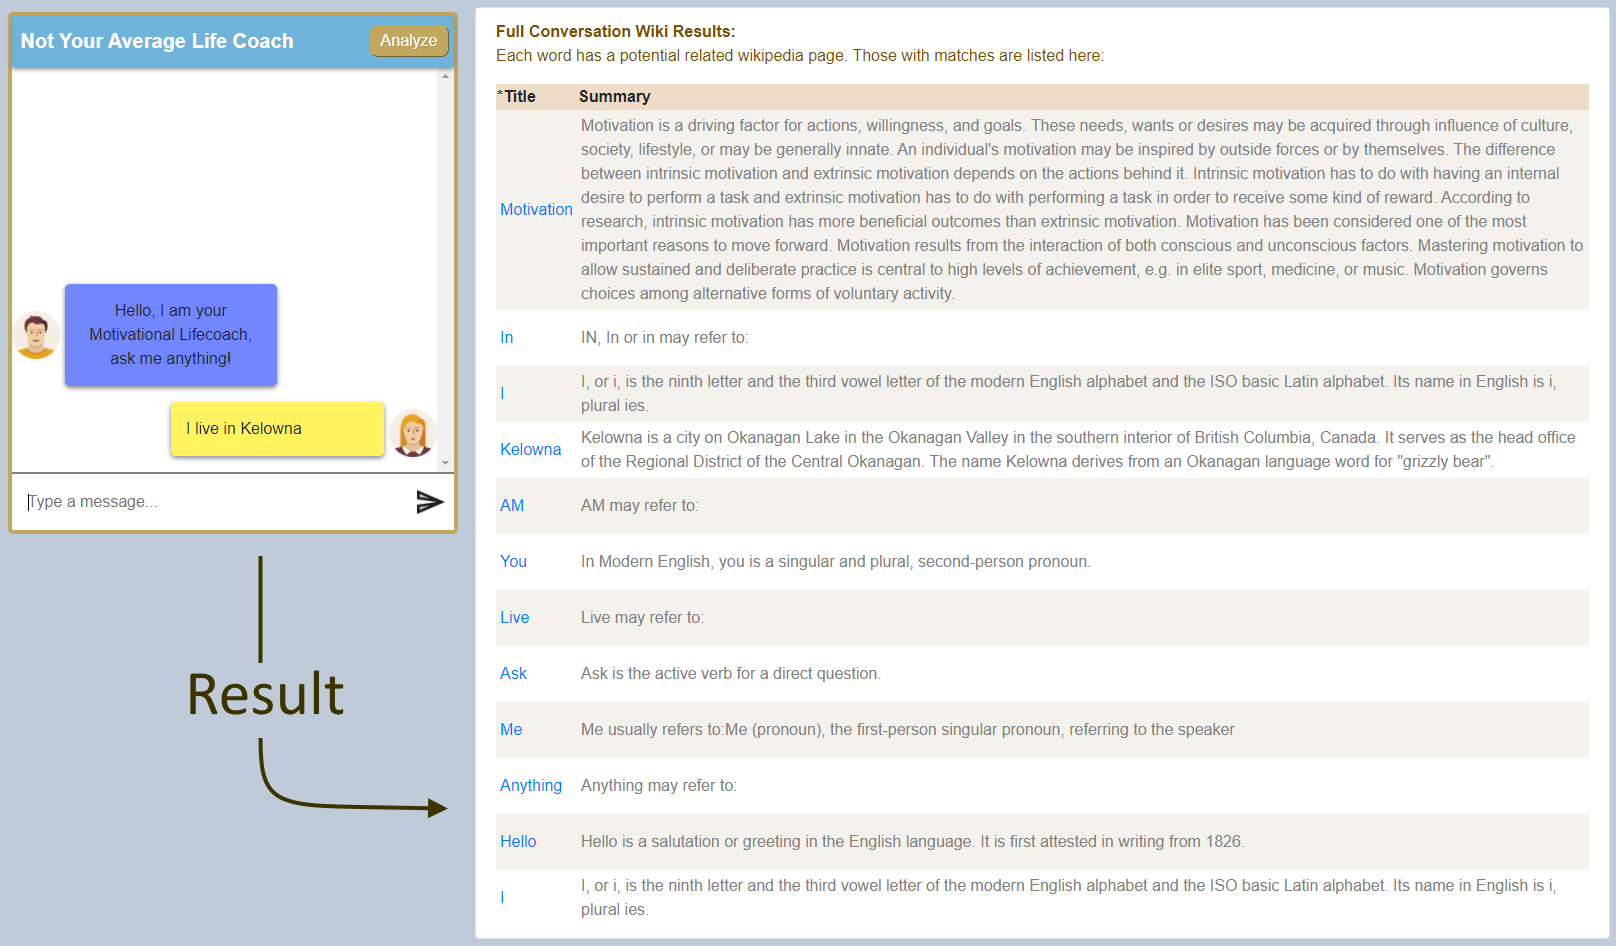 Not Your Average Life Coach
Analyze
Hello, I am your
Motivational Lifecoach,
ask me anything!
I live in Kelowna
Type a message...
Result
Full Conversation Wiki Results:
Each word has a potential related wikipedia page. Those with matches are listed here:
*Title Summary
Motivation
Motivation is a driving factor for actions, willingness, and goals. These needs, wants or desires may be acquired through influence of culture,
society, lifestyle, or may be generally innate. An individual's motivation may be inspired by outside forces or by themselves. The difference
between intrinsic motivation and extrinsic motivation depends on the actions behind it. Intrinsic motivation has to do with having an internal
desire to perform a task and extrinsic motivation has to do with performing a task in order to receive some kind of reward. According to
research, intrinsic motivation has more beneficial outcomes than extrinsic motivation. Motivation has been considered one of the most
important reasons to move forward. Motivation results from the interaction of both conscious and unconscious factors. Mastering motivation to
allow sustained and deliberate practice is central to high levels of achievement, e.g. in elite sport, medicine, or music. Motivation governs
choices among alternative forms of voluntary activity.
In IN, In or in may refer to:
I
I, or i, is the ninth letter and the third vowel letter of the modern English alphabet and the ISO basic Latin alphabet. Its name in English is i,
plural ies.
Kelowna
Kelowna is a city on Okanagan Lake in the Okanagan Valley in the southern interior of British Columbia, Canada. It serves as the head office
of the Regional District of the Central Okanagan. The name Kelowna derives from an Okanagan language word for "grizzly bear".
AM AM may refer to:
You In Modern English, you is a singular and plural, second-person pronoun.
Live Live may refer to:
Ask Ask is the active verb for a direct question.
Me Me usually refers to:Me (pronoun), the first-person singular pronoun, referring to the speaker
Anything Anything may refer to:
Hello Hello is a salutation or greeting in the English language. It is first attested in writing from 1826.
I
I, or i, is the ninth letter and the third vowel letter of the modern English alphabet and the ISO basic Latin alphabet. Its name in English is i,
plural ies.